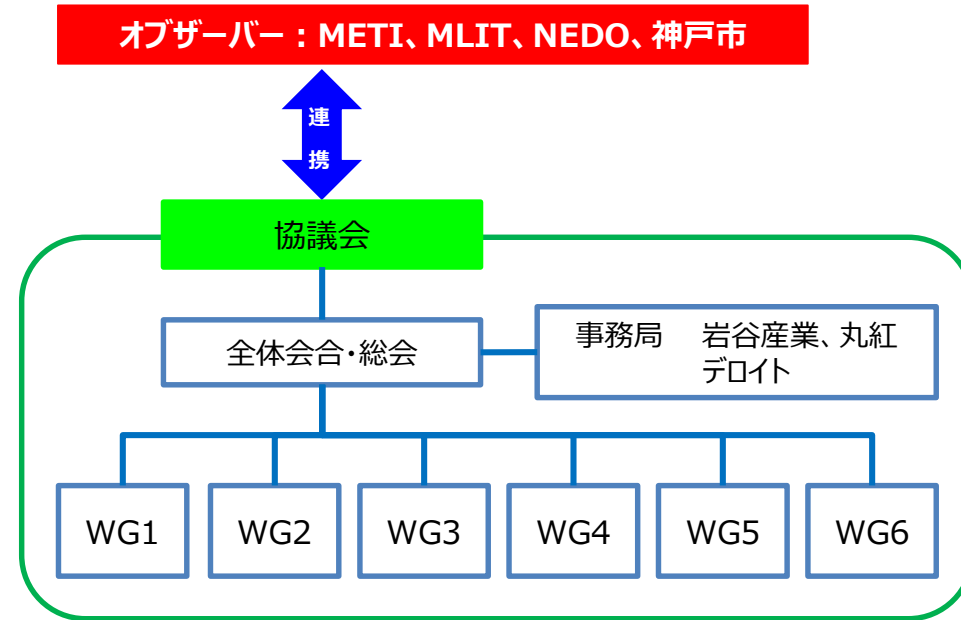 オブザーバー：METI、MLIT、NEDO、神戸市
連
携
協議会
全体会合・総会
事務局　岩谷産業、丸紅
デロイト
WG1
WG2
WG3
WG4
WG5
WG6